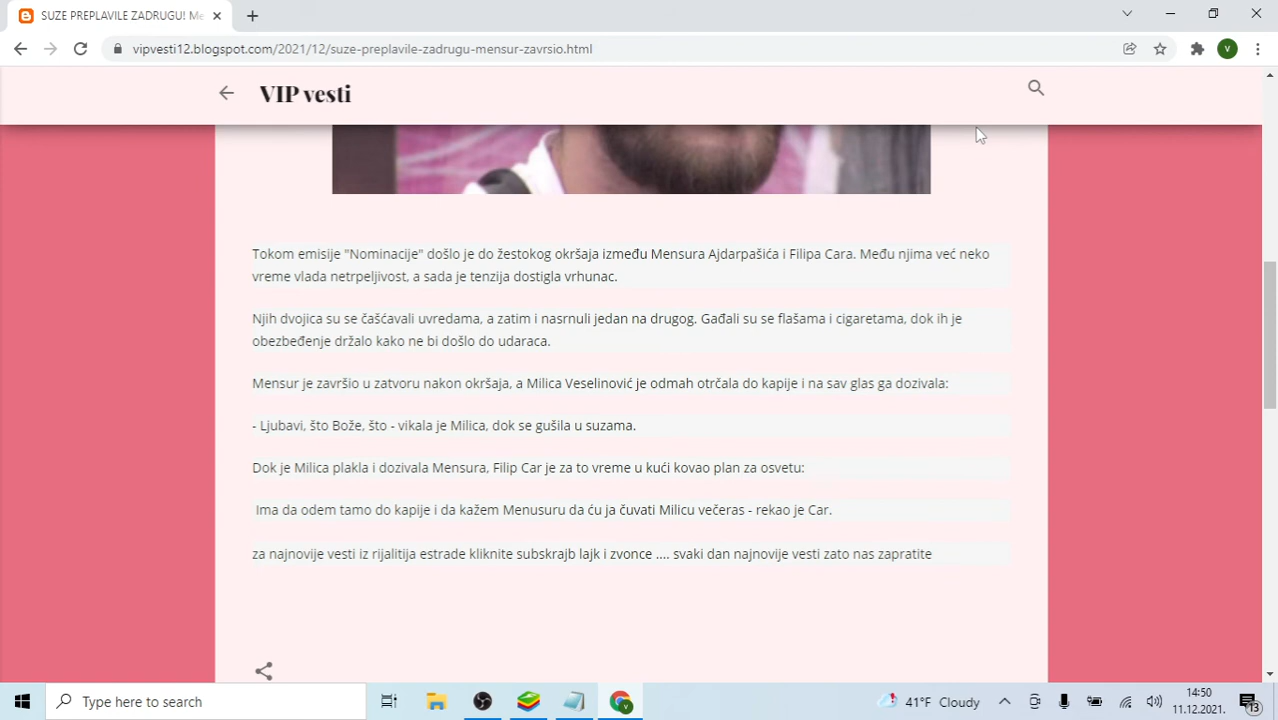 SUZE PREPLAVILE ZADRUGU! Me
vipvesti12.blogspot.com/2021/12/suze-preplavile-zadrugu-mensur-zavrsio.html
V
VIP vesti
Tokom emisije "Nominacije" došlo je do žestokog okršaja između Mensura Ajdarpašića i Filipa Cara. Među njima već neko
vreme vlada netrpeljivost, a sada je tenzija dostigla vrhunac.
Njih dvojica su se čašćavali uvredama, a zatim i nasrnuli jedan na drugog. Gađali su se flašama i cigaretama, dok ih je
obezbeđenje držalo kako ne bi došlo do udaraca.
Mensur je završio u zatvoru nakon okršaja, a Milica Veselinović je odmah otrčala do kapije i na sav glas ga dozivala:
- Ljubavi, što Bože, što - vikala je Milica, dok se gušila u suzama.
Dok je Milica plakla i dozivala Mensura, Filip Car je za to vreme u kući kovao plan za osvetu:
Ima da odem tamo do kapije i da kažem Menusuru da ću ja čuvati Milicu večeras - rekao je Car.
za najnovije vesti iz rijalitija estrade kliknite subskrajb lajk i zvonce .... svaki dan najnovije vesti zato nas zapratite
Type here to search
41°F Cloudy
14:50
11.12.2021.
13